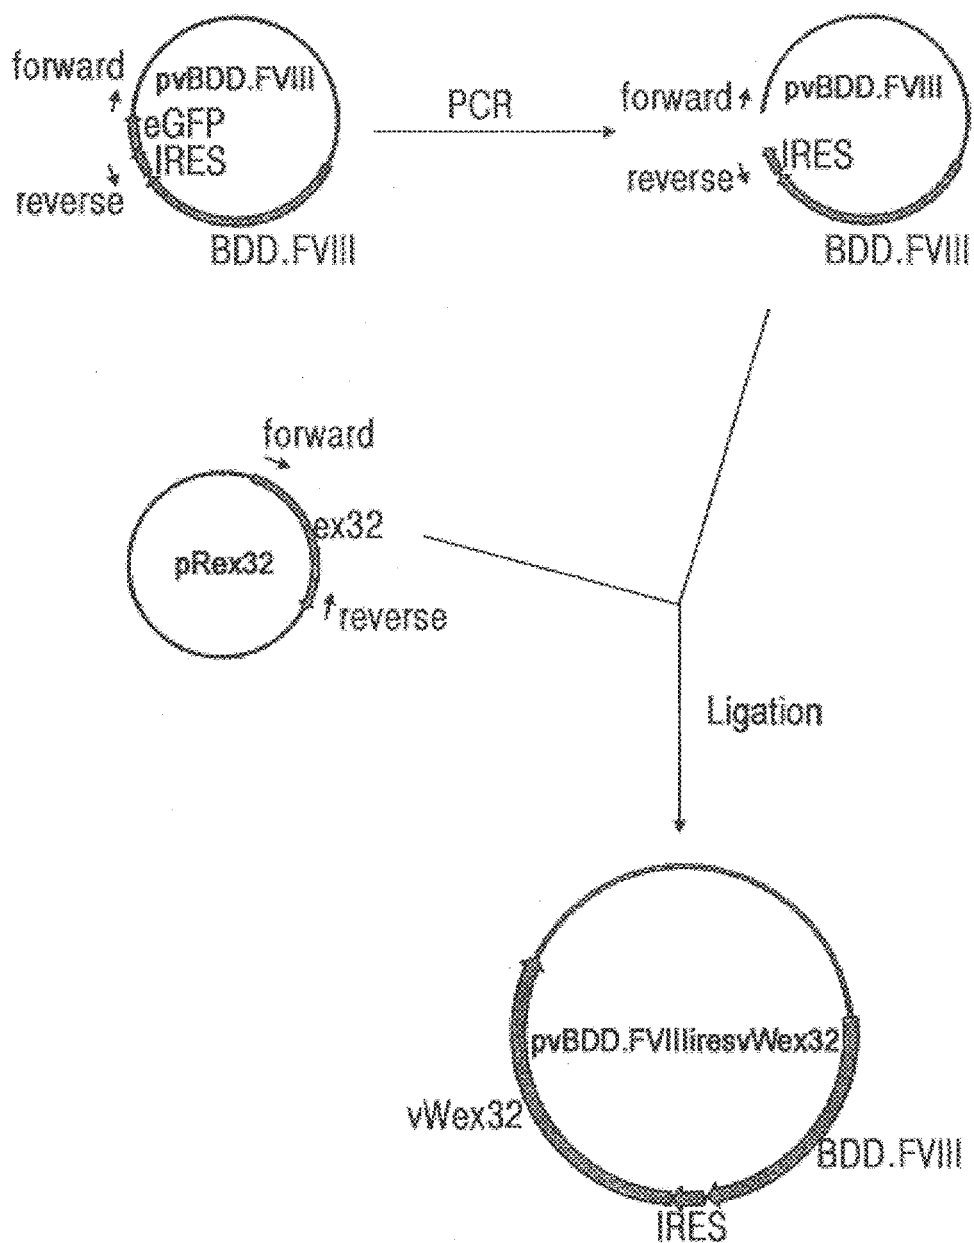 forward
pvBDD.FVIII
eGFP
IRES
reverse
BDD.FVIII
PCR
forward
pvBDD.FVIII
IRES
reverse
BDD.FVIII
forward
ex32
pRex32
reverse
Ligation
pvBDD.FVIIIiresvWex32
vWex32
BDD.FVIII
IRES